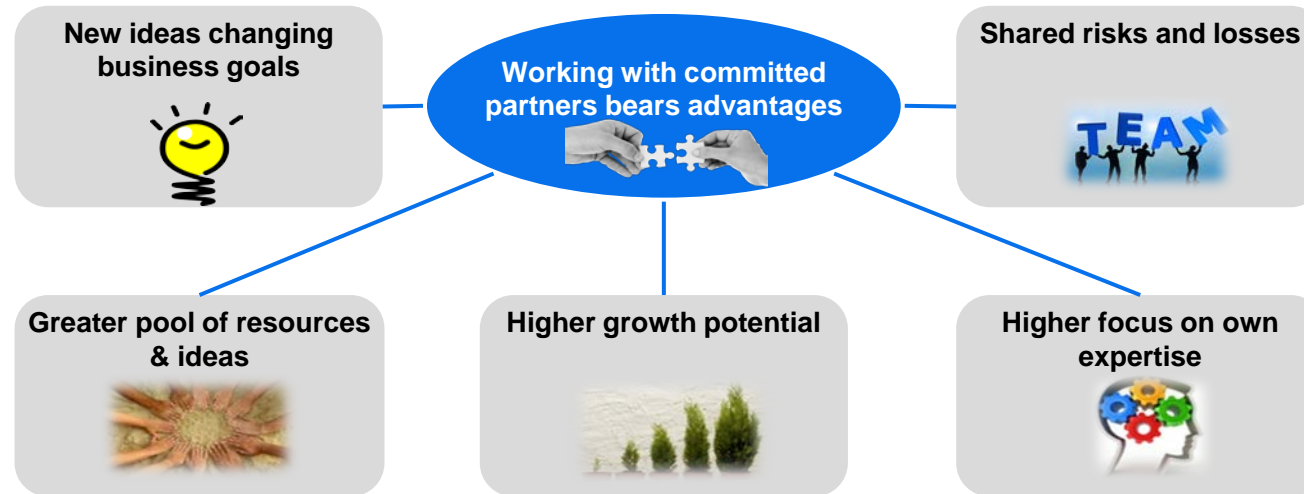 New ideas changing
business goals
Working with committed
partners bears advantages
Shared risks and losses
TEAM
Greater pool of resources
& ideas
Higher growth potential
Higher focus on own
expertise